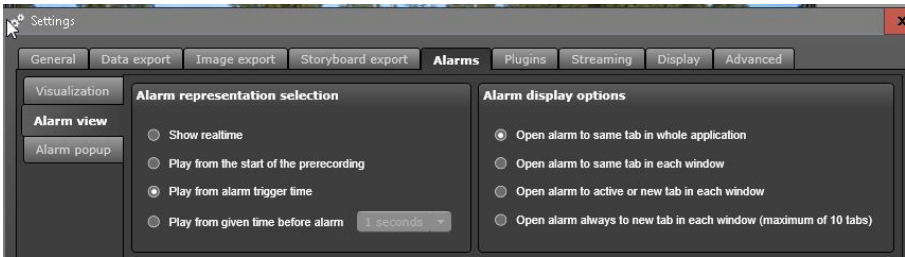 Settings
x
General Data export Image export Storyboard export Alarms Plugins Streaming Display Advanced
Visualization
Alarm view
Alarm popup
Alarm representation selection
Show realtime
Play from the start of the prerecording
Play from alarm trigger time
Play from given time before alarm 1 seconds
Alarm display options
Open alarm to same tab in whole application
Open alarm to same tab in each window
Open alarm to active or new tab in each window
Open alarm always to new tab in each window (maximum of 10 tabs)